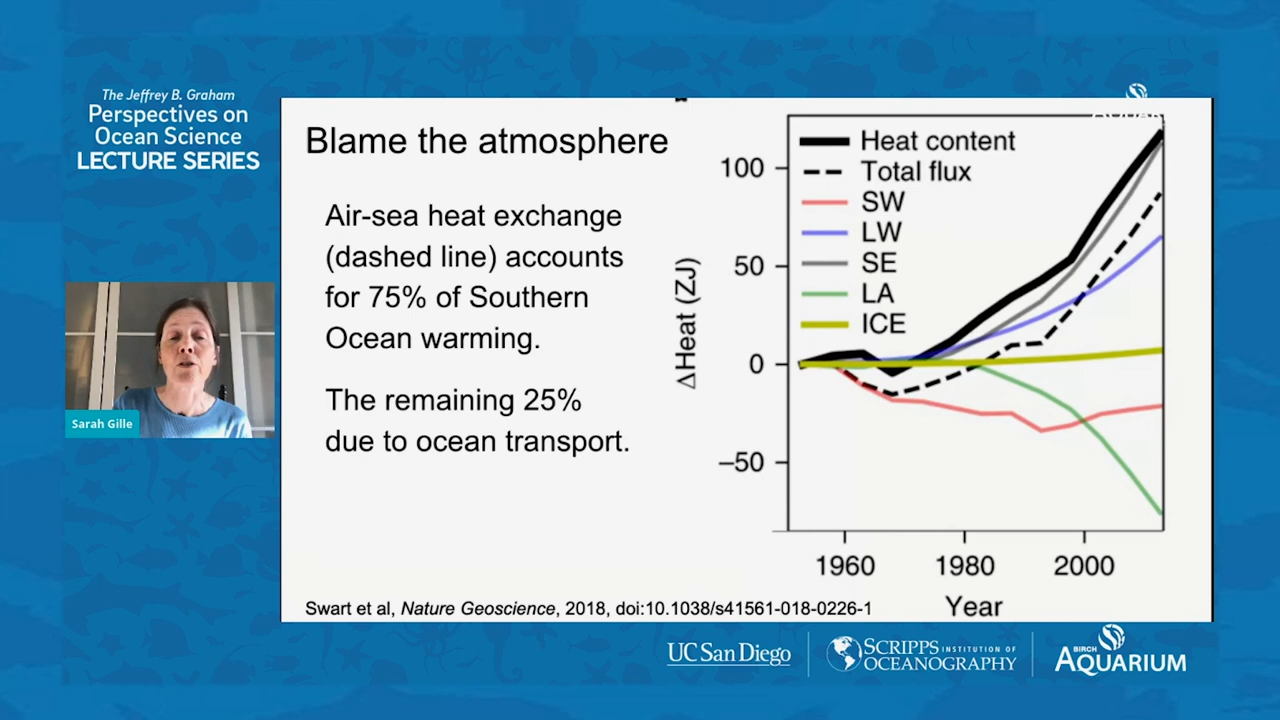 The Jeffrey B. Graham
Perspectives on
Ocean Science
LECTURE SERIES
Sarah Gille
Blame the atmosphere
Air-sea heat exchange
(dashed line) accounts
for 75% of Southern
Ocean warming.
The remaining 25%
due to ocean transport.
Swart et al, Nature Geoscience, 2018, doi:10.1038/s41561-018-0226-1
Heat content
Total flux
SW
LW
SE
LA
ICE
ΔHeat (ZJ)
100
50
0
−50
1960 1980 2000
Year
UC San Diego
SCRIPPS INSTITUTION OF
OCEANOGRAPHY
BIRCH
AQUARIUM